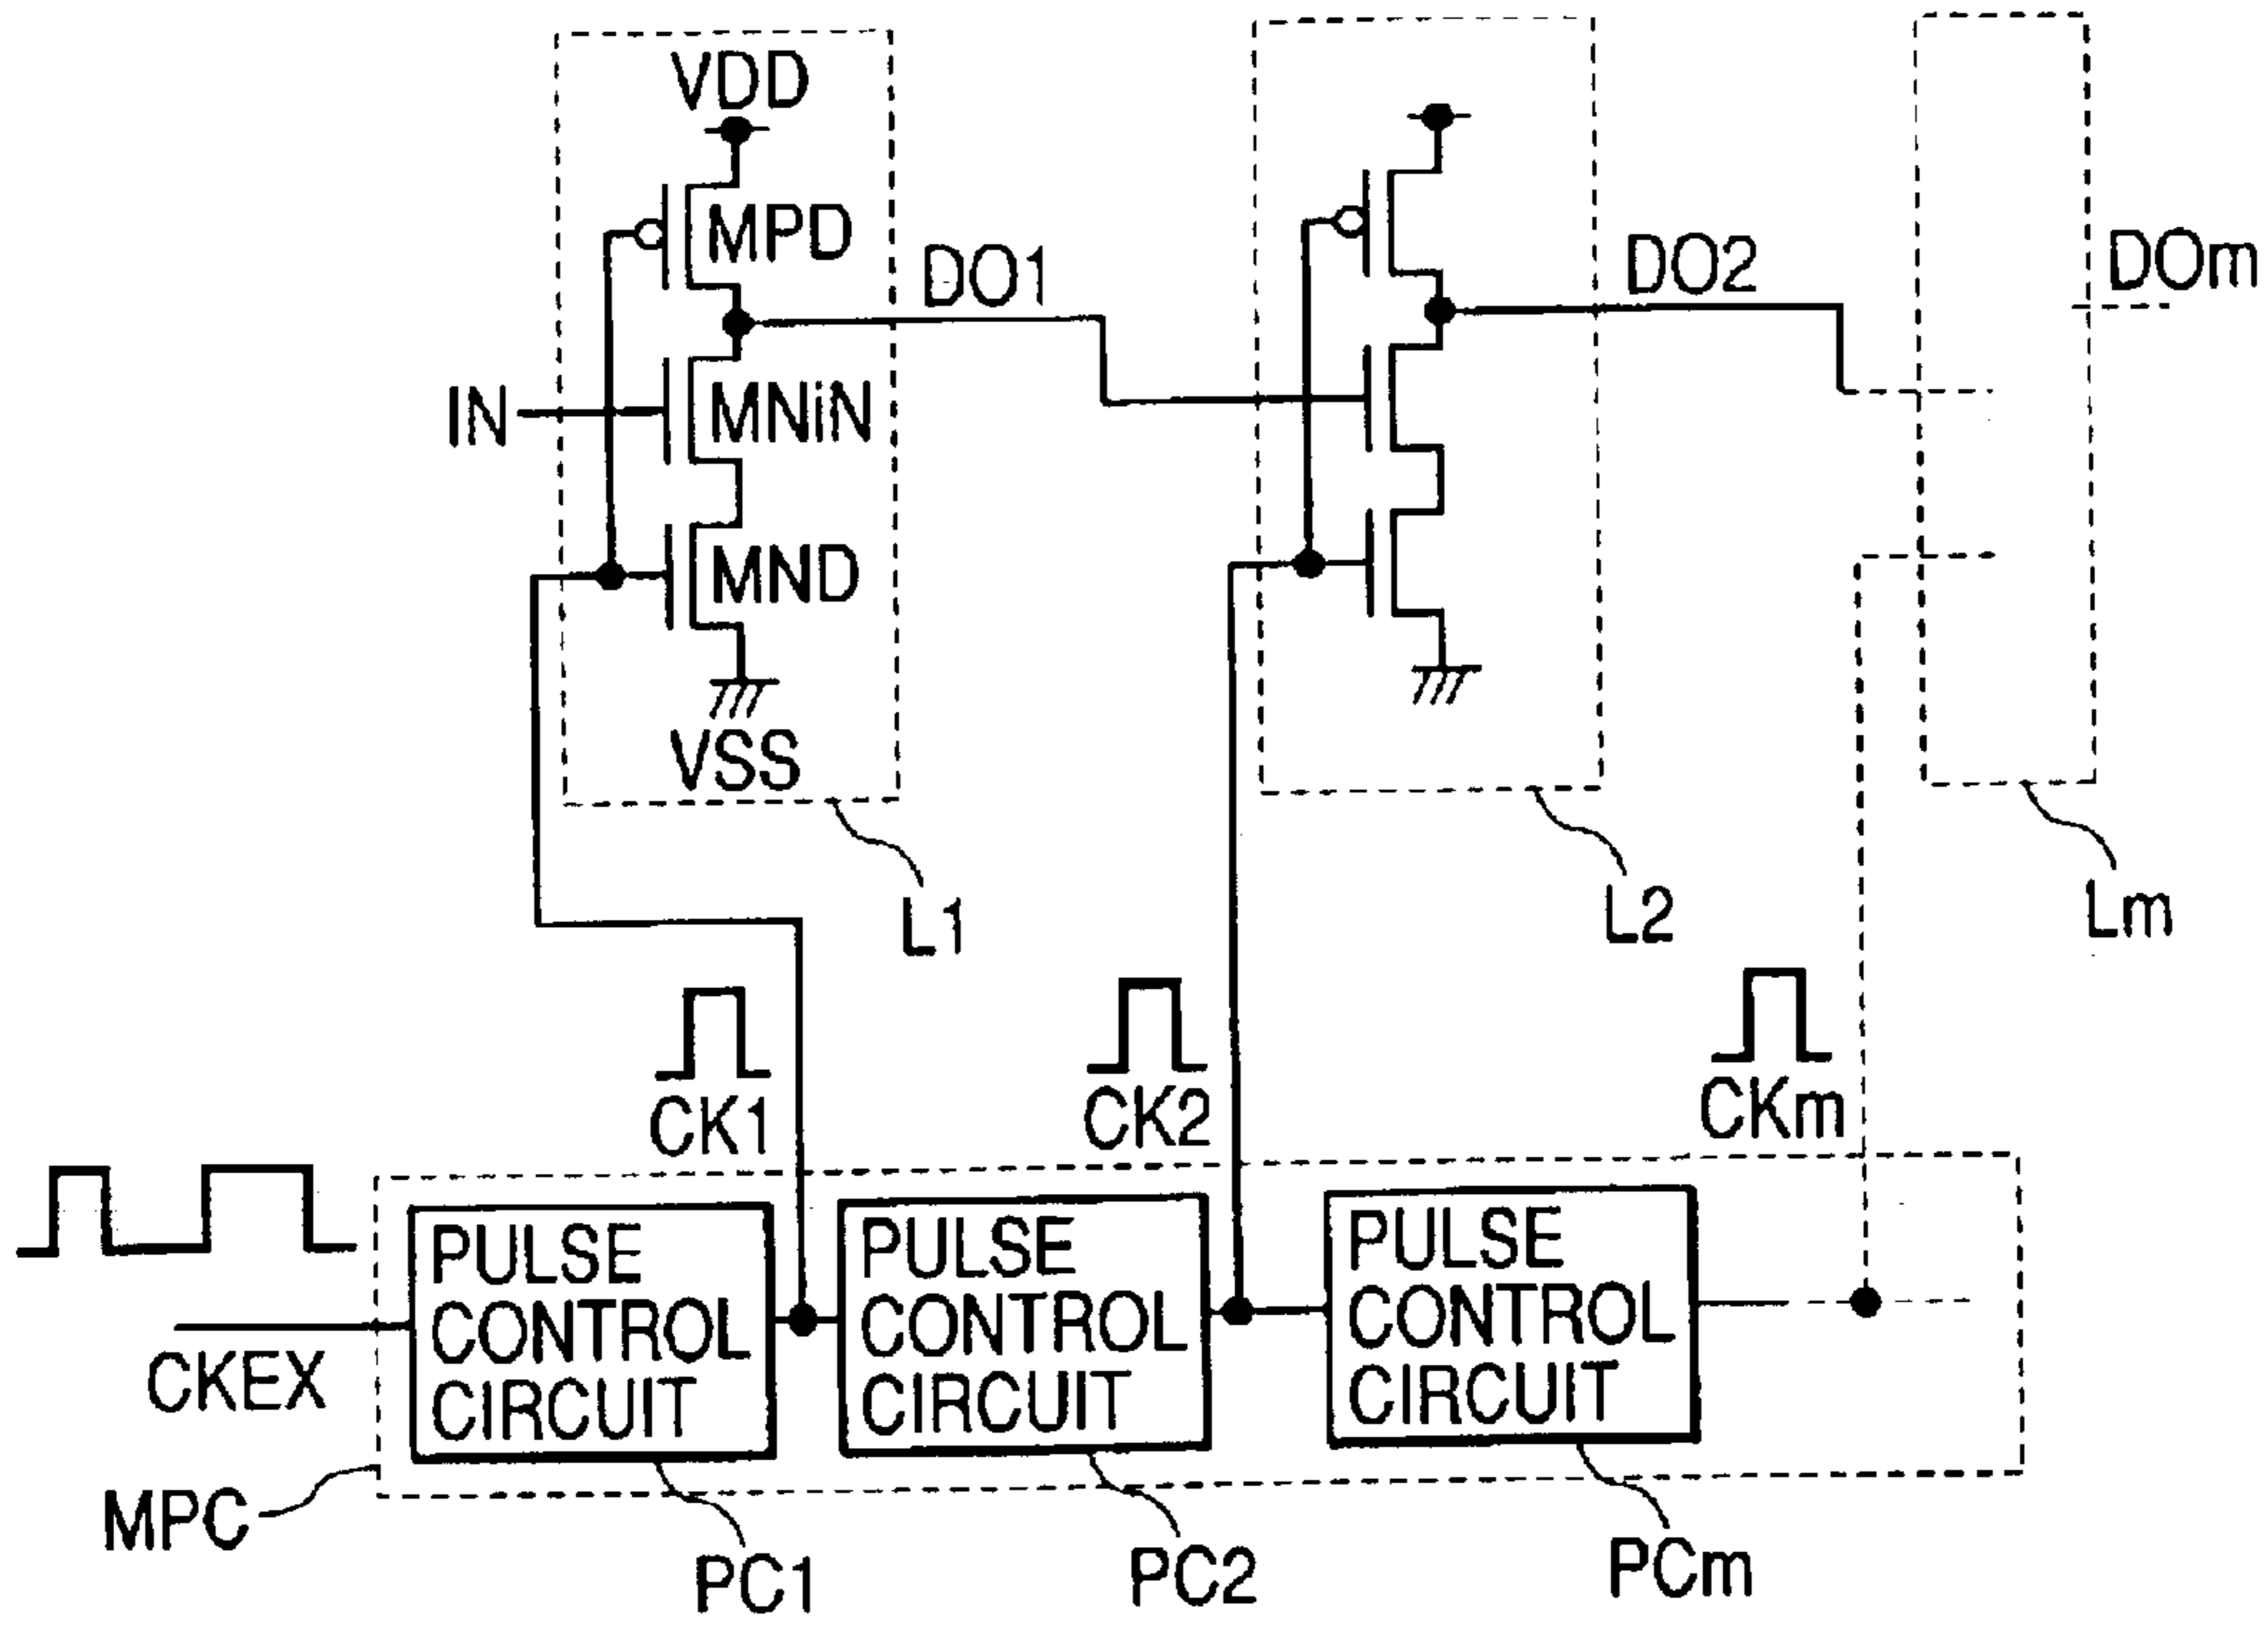 VDD
MPD
DO1
DO2
DOm
IN
MNiN
MND
VSS
L1
L2
Lm
CK1
CK2
CKm
PULSE
CONTROL
CIRCUIT
PULSE
CONTROL
CIRCUIT
PULSE
CONTROL
CIRCUIT
CKEX
MPC
PC1
PC2
PCm